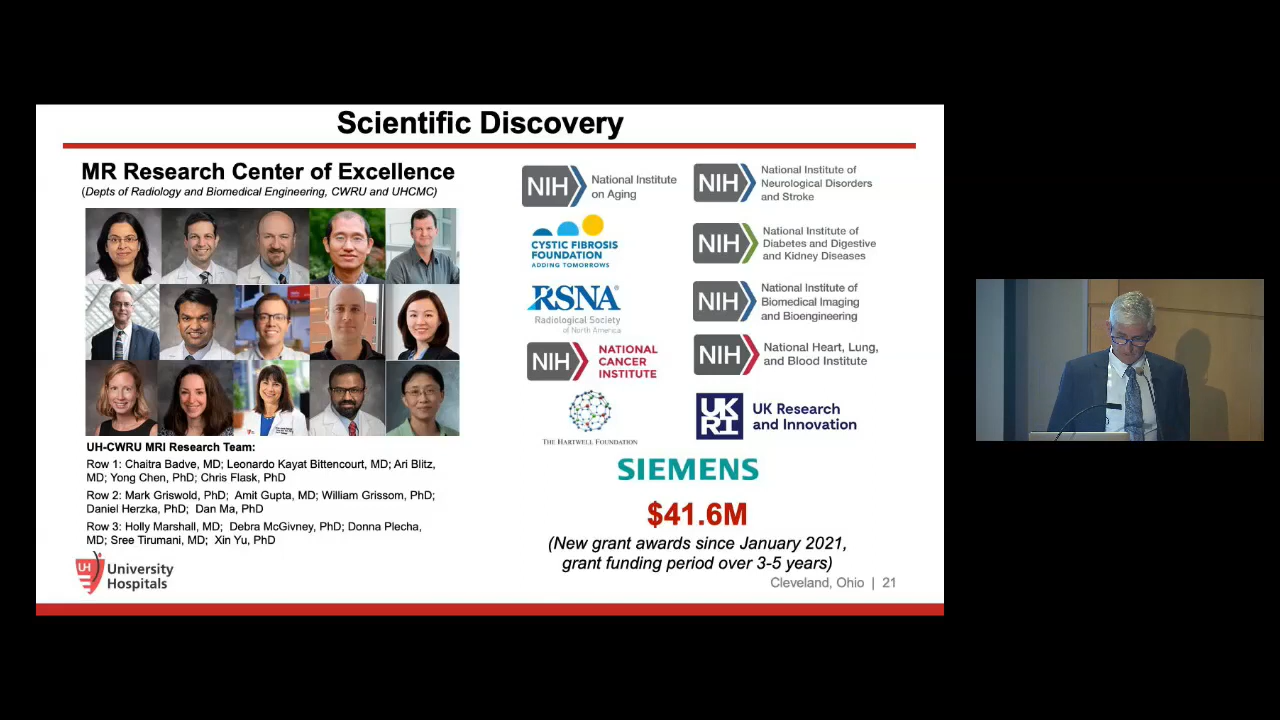 Scientific Discovery
MR Research Center of Excellence
(Depts of Radiology and Biomedical Engineering, CWRU and UHCMC)
UH-CWRU MRI Research Team:
Row 1: Chaitra Badve, MD; Leonardo Kayat Bittencourt, MD; Ari Blitz,
MD; Yong Chen, PhD; Chris Flask, PhD
Row 2: Mark Griswold, PhD; Amit Gupta, MD; William Grissom, PhD;
Daniel Herzka, PhD; Dan Ma, PhD
Row 3: Holly Marshall, MD; Debra McGivney, PhD; Donna Plecha,
MD; Sree Tirumani, MD; Xin Yu, PhD
UH
University
Hospitals
NIH
National Institute
on Aging
NIH
National Institute of
Neurological Disorders
and Stroke
CYSTIC FIBROSIS
FOUNDATION
ADDING TOMORROWS
NIH
National Institute of
Diabetes and Digestive
and Kidney Diseases
RSNA
Radiological Society
of North America
NIH
National Institute of
Biomedical Imaging
and Bioengineering
NIH
NATIONAL
CANCER
INSTITUTE
NIH
National Heart, Lung,
and Blood Institute
THE HARTWELL FOUNDATION
UK
RI
UK Research
and Innovation
SIEMENS
$41.6M
(New grant awards since January 2021,
grant funding period over 3-5 years)
Cleveland, Ohio | 21